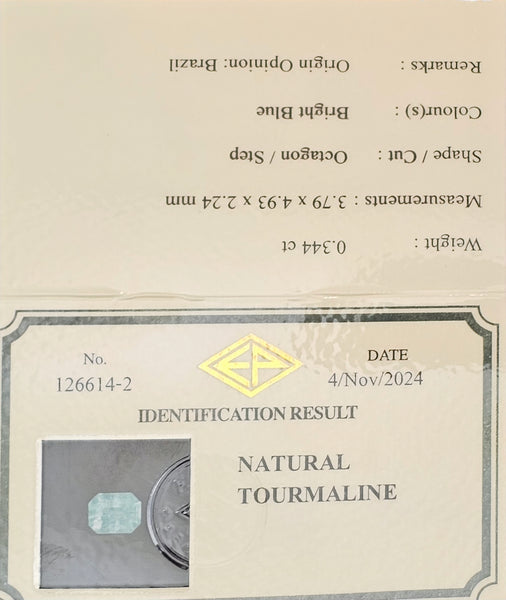 Weight : 0.344 ct
Measurements : 3.79 x 4.93 x 2.24 mm
Shape / Cut : Octagon / Step
Colour(s) : Bright Blue
Remarks : Origin Opinion: Brazil
No. DATE
126614-2 4/Nov/2024
IDENTIFICATION RESULT
NATURAL
TOURMALINE